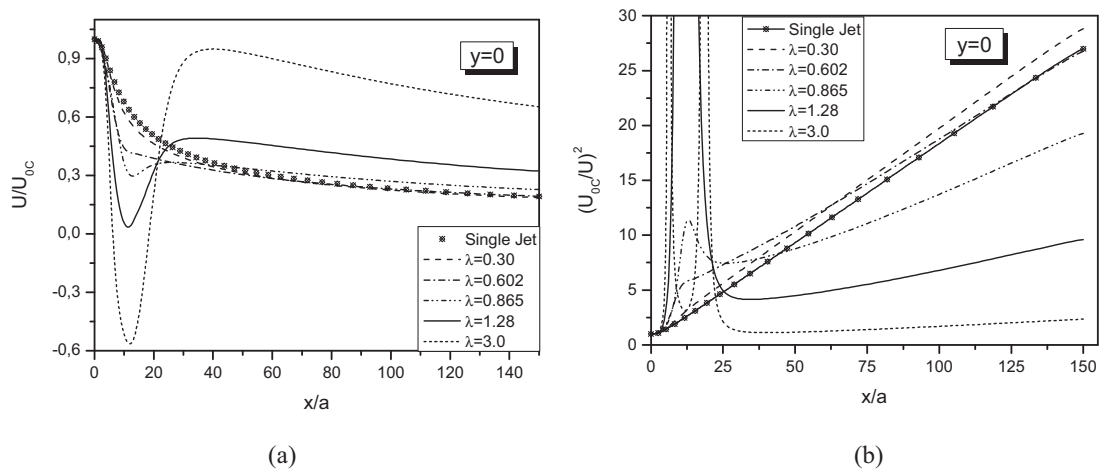 (a)
0,9
0,6
0,3
0,0
-0,3
-0,6
U/U0C
y=0
Single Jet
λ=0.30
λ=0.602
λ=0.865
λ=1.28
λ=3.0
0 20 40 60 80 100 120 140
x/a
(a)
(b)
30
25
20
15
10
5
0
(U0C/U)²
Single Jet
λ=0.30
λ=0.602
λ=0.865
λ=1.28
λ=3.0
y=0
0 25 50 75 100 125 150
x/a
(b)